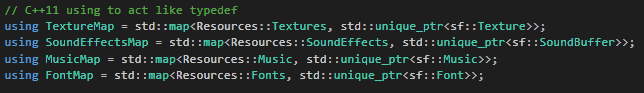 // C++11 using to act like typedef
using TextureMap = std::map<Resources::Textures, std::unique_ptr<sf::Texture>>;
using SoundEffectsMap = std::map<Resources::SoundEffects, std::unique_ptr<sf::SoundBuffer>>;
using MusicMap = std::map<Resources::Music, std::unique_ptr<sf::Music>>;
using FontMap = std::map<Resources::Fonts, std::unique_ptr<sf::Font>>;